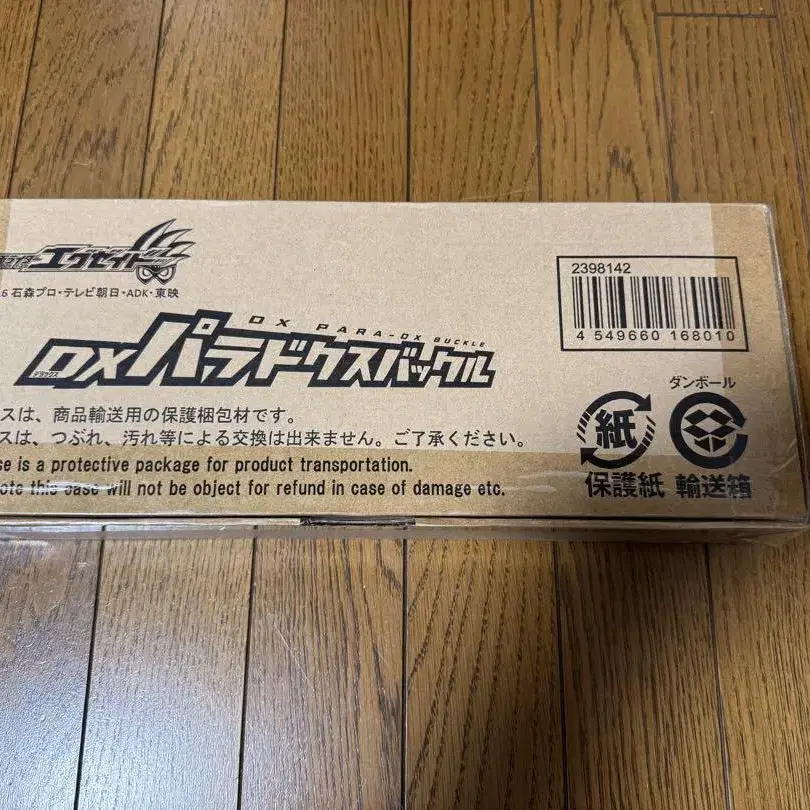 エグゼイド
6 石森プロ・テレビ朝日・ADK・東映
2398142
4 549660 168010
DX PARA-DX BUCKLE
DXパラドクスバックル
デラックス
スは、商品輸送用の保護梱包材です。
スは、つぶれ、汚れ等による交換は出来ません。ご了承ください。
is a protective package for product transportation.
this case will not be object for refund in case of damage etc.
ダンボール
紙
保護紙 輸送箱